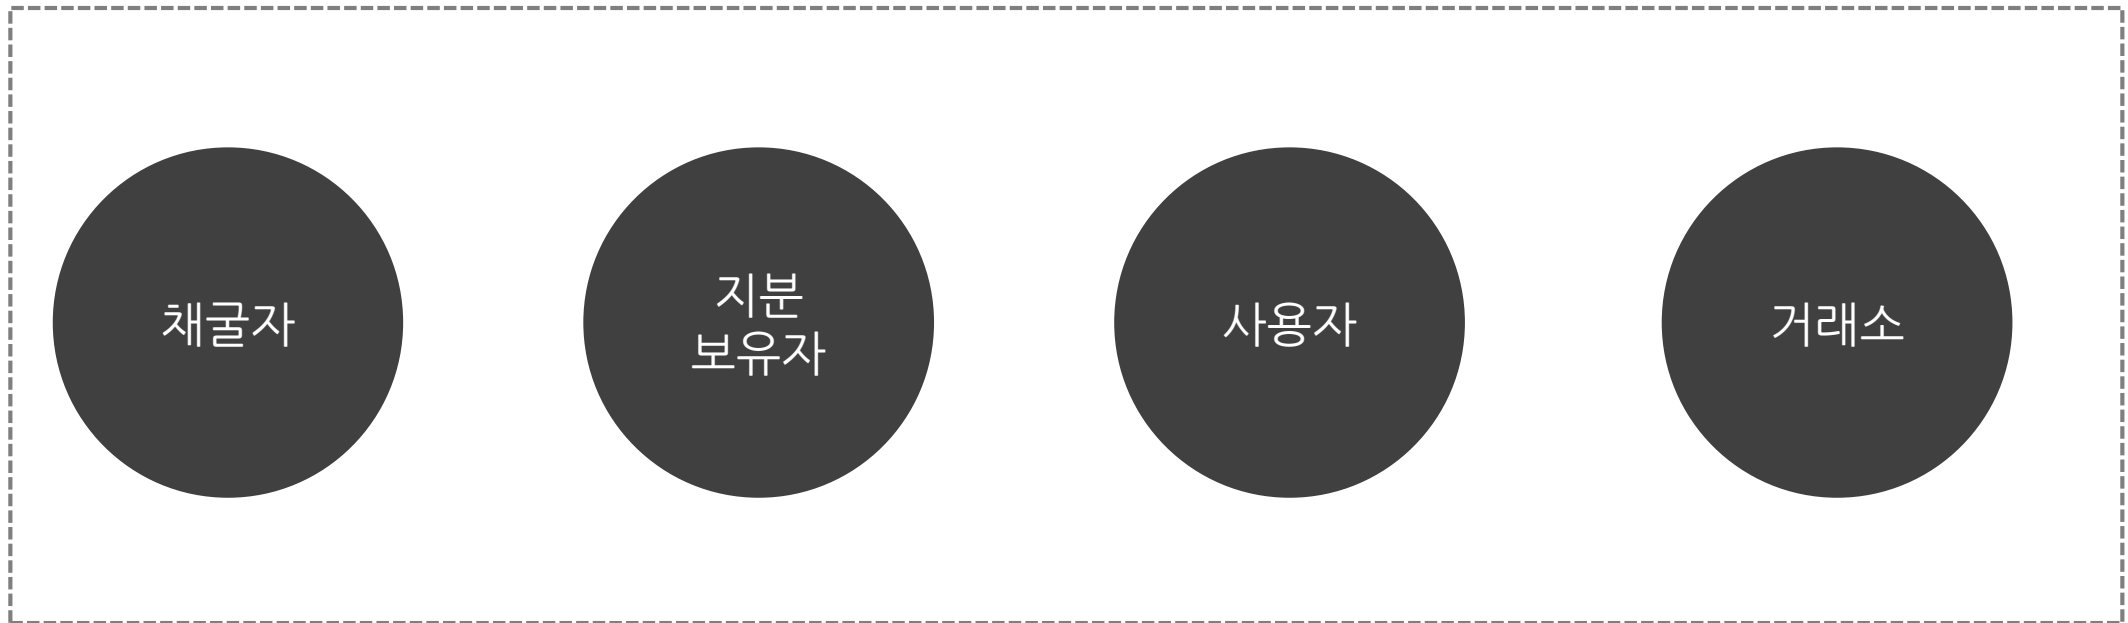 채굴자
지분
보유자
사용자
거래소